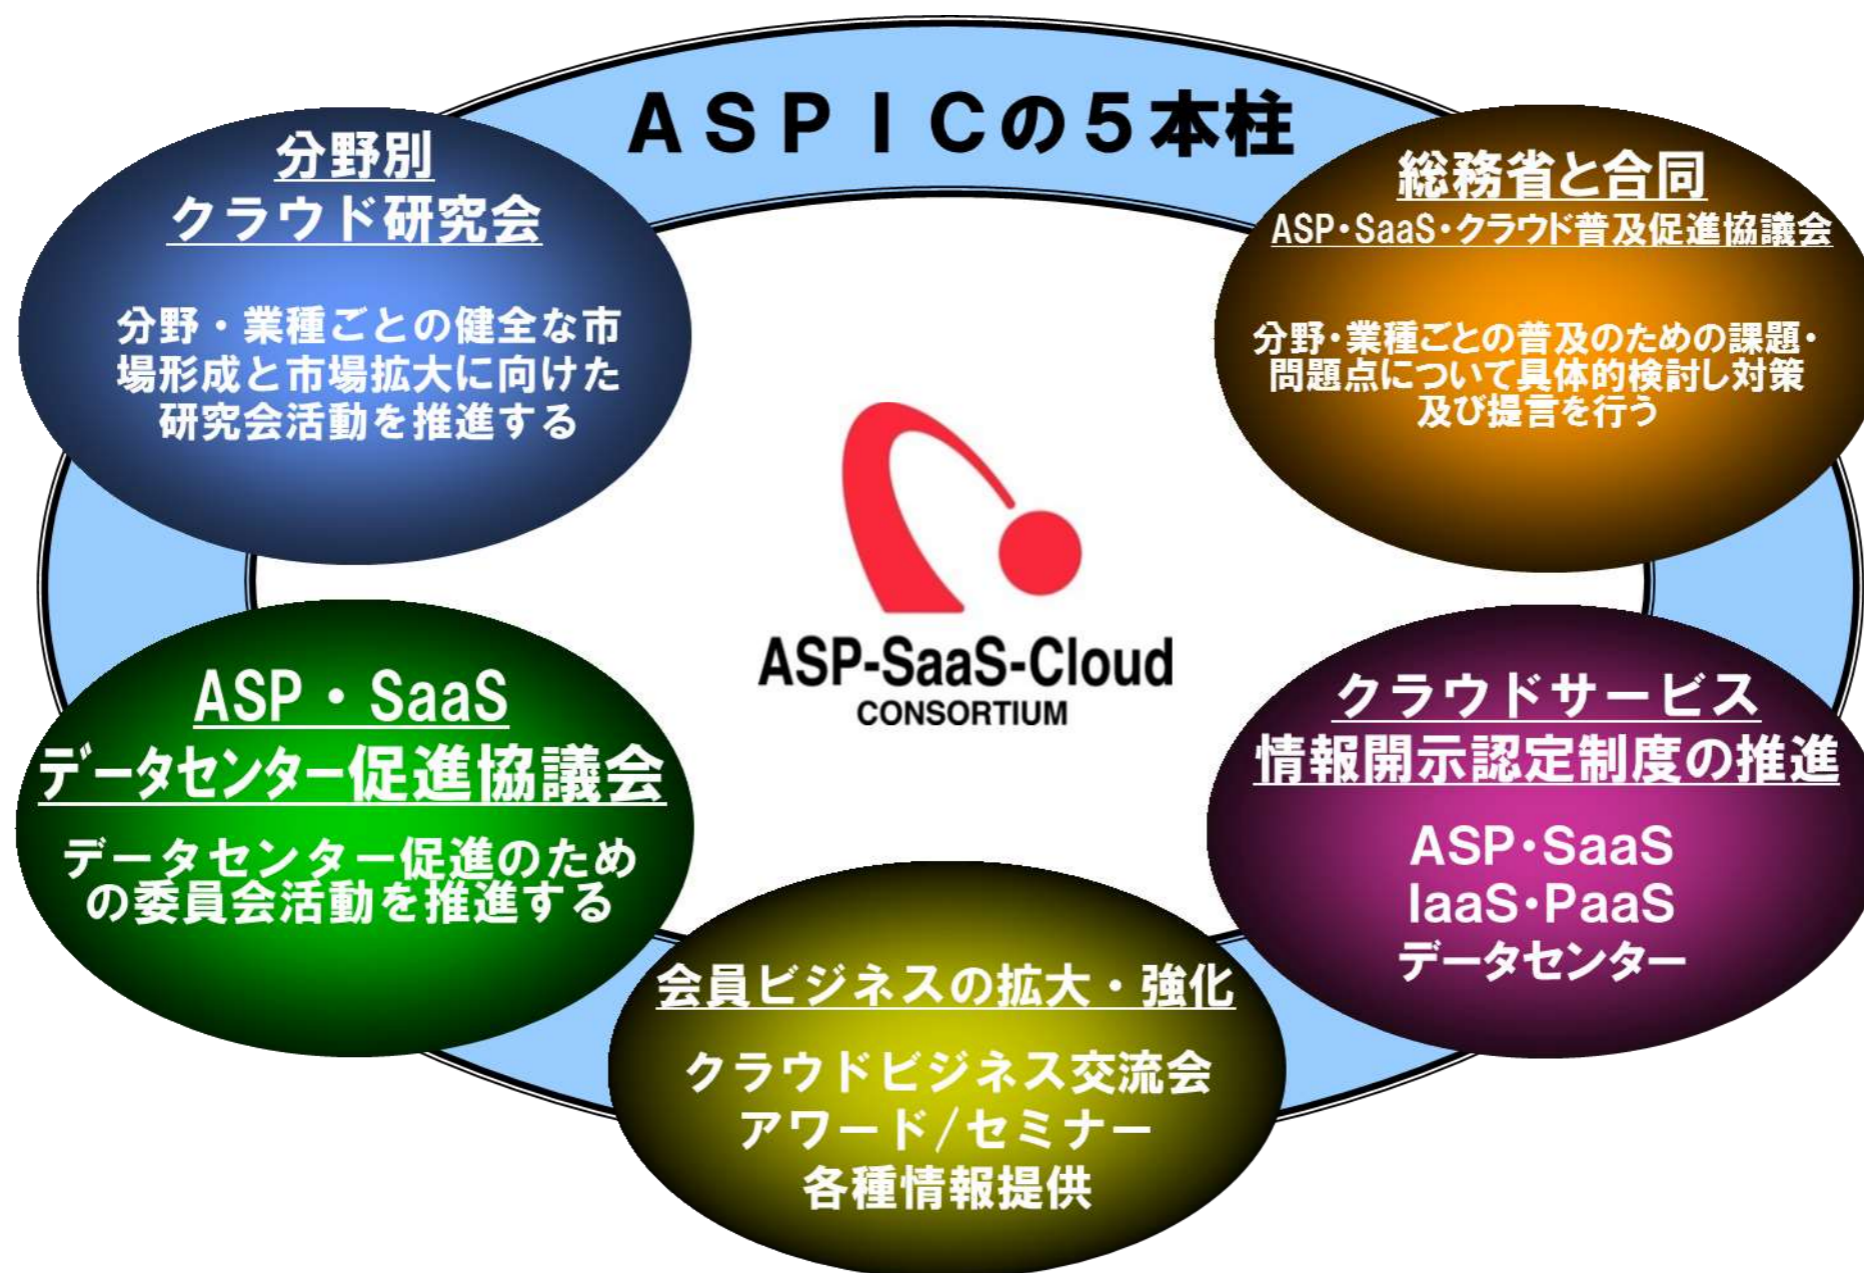 ASPICの5本柱
分野別
クラウド研究会
分野・業種ごとの健全な市
場形成と市場拡大に向けた
研究会活動を推進する
総務省と合同
ASP・SaaS・クラウド普及促進協議会
分野・業種ごとの普及のための課題・
問題点について具体的検討し対策
及び提言を行う
ASP-SaaS-Cloud
CONSORTIUM
ASP・SaaS
データセンター促進協議会
データセンター促進のため
の委員会活動を推進する
クラウドサービス
情報開示認定制度の推進
ASP・SaaS
IaaS・PaaS
データセンター
会員ビジネスの拡大・強化
クラウドビジネス交流会
アワード/セミナー
各種情報提供